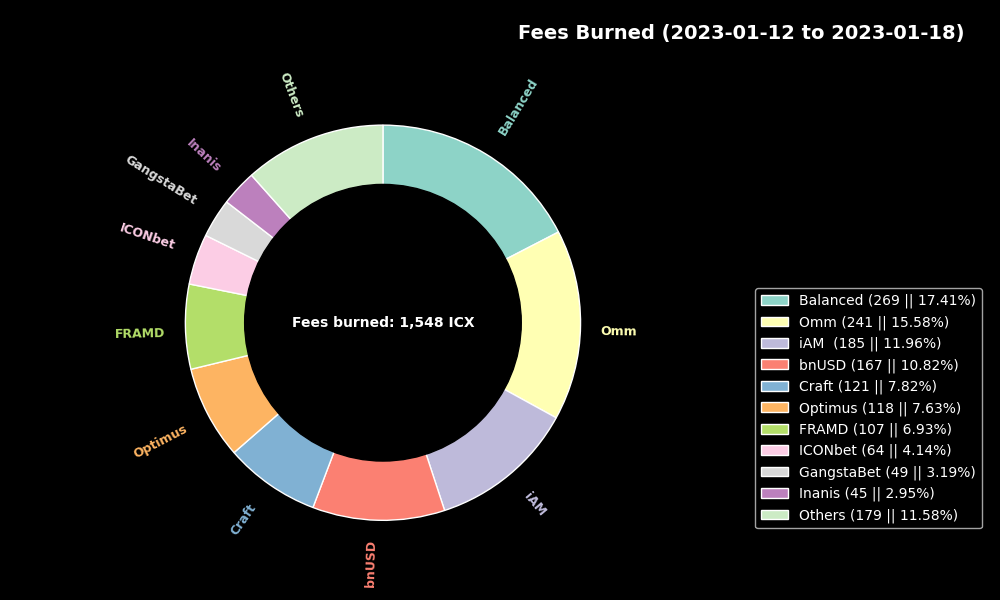 Fees Burned (2023-01-12 to 2023-01-18)
Others
Balanced
Inanis
GangstaBet
ICONbet
FRAMD
Fees burned: 1,548 ICX
Omm
Optimus
Craft
bnUSD
iAM
Balanced (269 || 17.41%)
Omm (241 || 15.58%)
iAM  (185 || 11.96%)
bnUSD (167 || 10.82%)
Craft (121 || 7.82%)
Optimus (118 || 7.63%)
FRAMD (107 || 6.93%)
ICONbet (64 || 4.14%)
GangstaBet (49 || 3.19%)
Inanis (45 || 2.95%)
Others (179 || 11.58%)